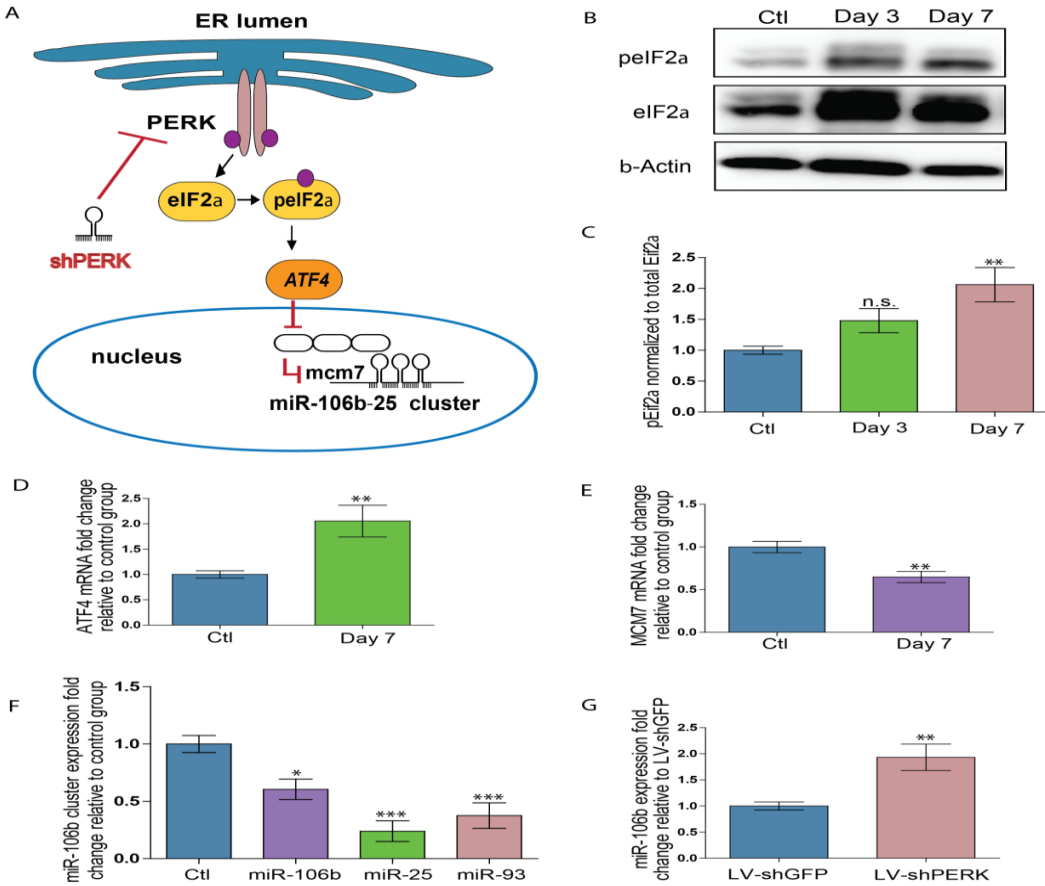 A
ER lumen
PERK
eIF2a
peIF2a
shPERK
ATF4
nucleus
mcm7
miR-106b-25 cluster
B
Ctl Day 3 Day 7
peIF2a
eIF2a
b-Actin
C
pEif2a normalized to total Eif2a
2.5
2.0
1.5
1.0
0.5
0.0
n.s.
**
Ctl Day 3 Day 7
D
ATF4 mRNA fold change
relative to control group
2.5
2.0
1.5
1.0
0.5
0.0
**
Ctl Day 7
E
MCM7 mRNA fold change
relative to control group
1.5
1.0
0.5
0.0
**
Ctl Day 7
F
miR-106b cluster expression fold
change relative to control group
1.5
1.0
0.5
0.0
*
***
***
Ctl miR-106b miR-25 miR-93
G
miR-106b expression fold
change relative to LV-shGFP
2.5
2.0
1.5
1.0
0.5
0.0
**
LV-shGFP LV-shPERK